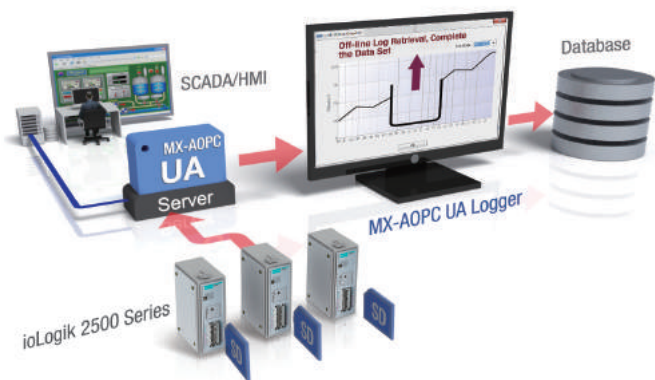 Off-line Log Retrieval, Complete
the Data Set
Database
SCADA/HMI
MX-AOPC
UA
Server
MX-AOPC UA Logger
ioLogik 2500 Series
SD
SD
SD